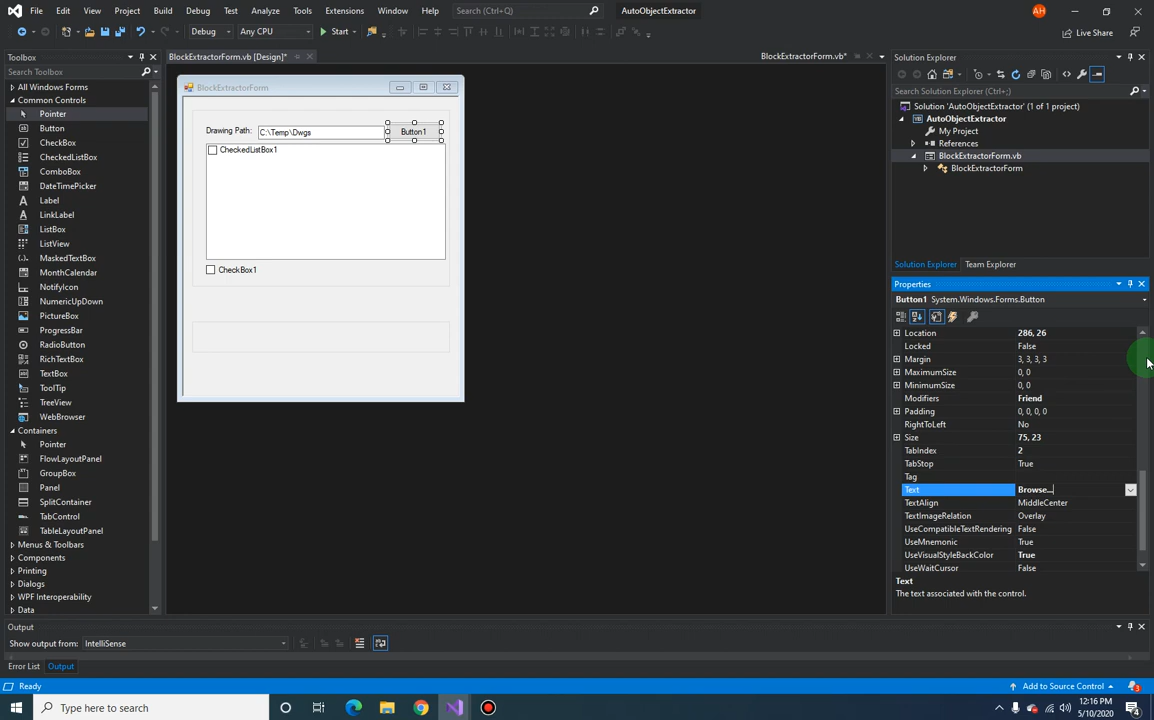 File Edit View Project Build Debug Test Analyze Tools Extensions Window Help Search (Ctrl+Q) AutoObjectExtractor AH
Debug Any CPU Start Live Share
Toolbox
Search Toolbox
All Windows Forms
Common Controls
Pointer
Button
CheckBox
CheckedListBox
ComboBox
DateTimePicker
Label
LinkLabel
ListBox
ListView
MaskedTextBox
MonthCalendar
NotifyIcon
NumericUpDown
PictureBox
ProgressBar
RadioButton
RichTextBox
TextBox
ToolTip
TreeView
WebBrowser
Containers
Pointer
FlowLayoutPanel
GroupBox
Panel
SplitContainer
TabControl
TableLayoutPanel
Menus & Toolbars
Components
Printing
Dialogs
WPF Interoperability
Data
BlockExtractorForm.vb [Design]* BlockExtractorForm.vb*
BlockExtractorForm
Drawing Path: C:\Temp\Dwgs Button1
CheckedListBox1
CheckBox1
Solution Explorer
Search Solution Explorer (Ctrl+;)
Solution 'AutoObjectExtractor' (1 of 1 project)
AutoObjectExtractor
My Project
References
BlockExtractorForm.vb
BlockExtractorForm
Solution Explorer Team Explorer
Properties
Button1 System.Windows.Forms.Button
Location 286, 26
Locked False
Margin 3, 3, 3, 3
MaximumSize 0, 0
MinimumSize 0, 0
Modifiers Friend
Padding 0, 0, 0, 0
RightToLeft No
Size 75, 23
TabIndex 2
TabStop True
Tag
Text Browse...
TextAlign MiddleCenter
TextImageRelation Overlay
UseCompatibleTextRendering False
UseMnemonic True
UseVisualStyleBackColor True
UseWaitCursor False
Text
The text associated with the control.
Output
Show output from: IntelliSense
Error List Output
Ready Add to Source Control 3
Type here to search 12:16 PM
5/10/2020 4